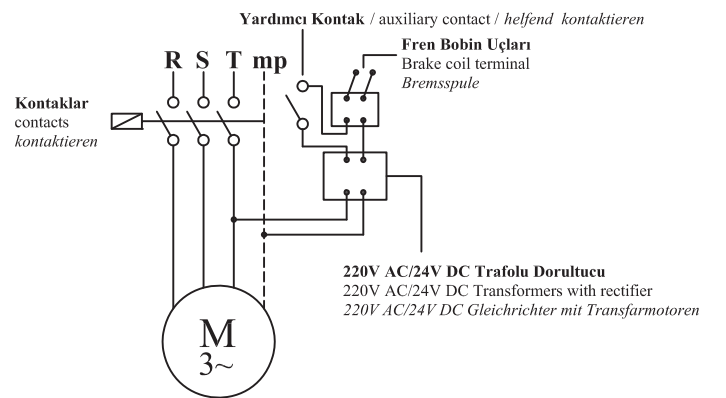 Yardımcı Kontak / auxiliary contact / helfend kontaktieren
Fren Bobin Uçları
Brake coil terminal
Bremsspule
R S T mp
Kontaklar
contacts
kontaktieren
220V AC/24V DC Trafolu Dorultucu
220V AC/24V DC Transformers with rectifier
220V AC/24V DC Gleichrichter mit Transfarmotoren
M
3~